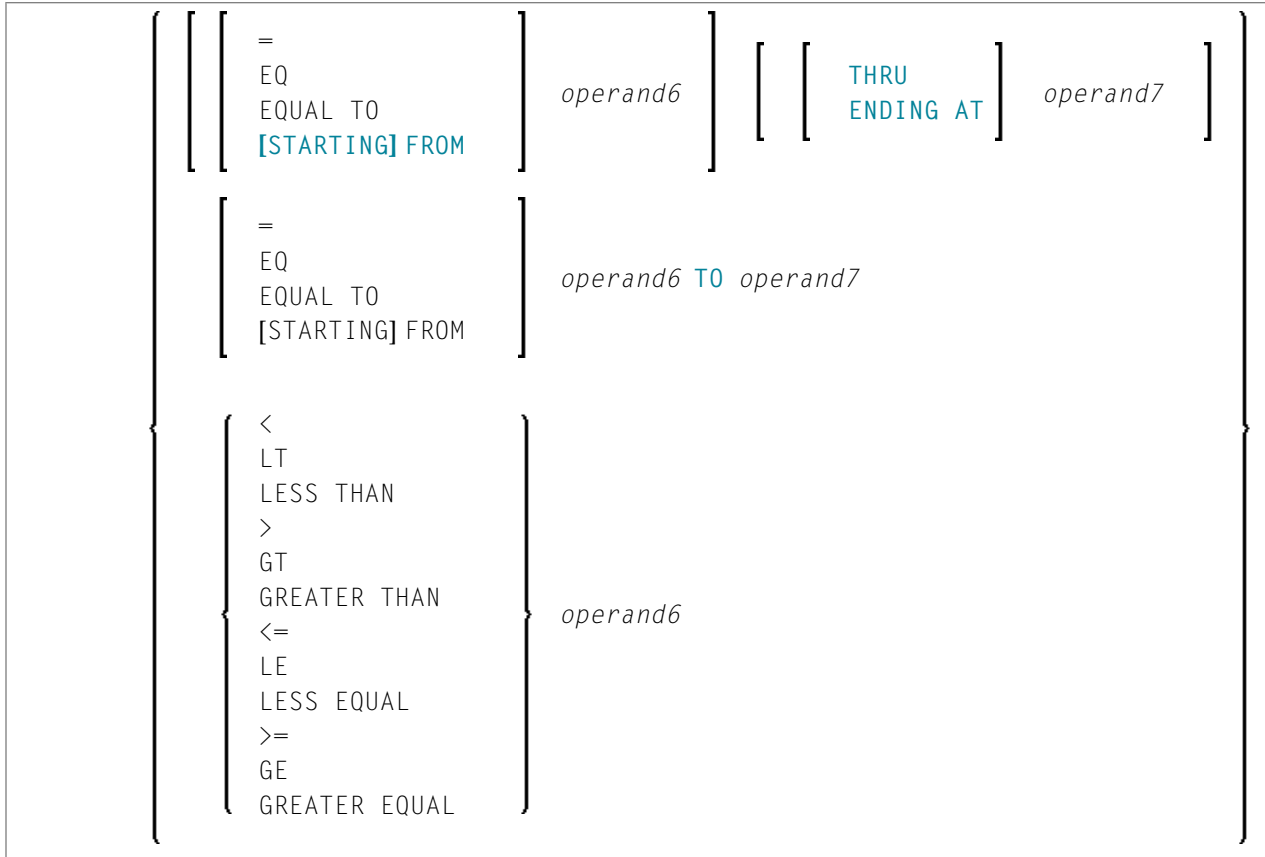 =
EQ
EQUAL TO
[STARTING] FROM
operand6
THRU
ENDING AT
operand7
=
EQ
EQUAL TO
[STARTING] FROM
operand6 TO operand7
<
LT
LESS THAN
>
GT
GREATER THAN
<=
LE
LESS EQUAL
>=
GE
GREATER EQUAL
operand6